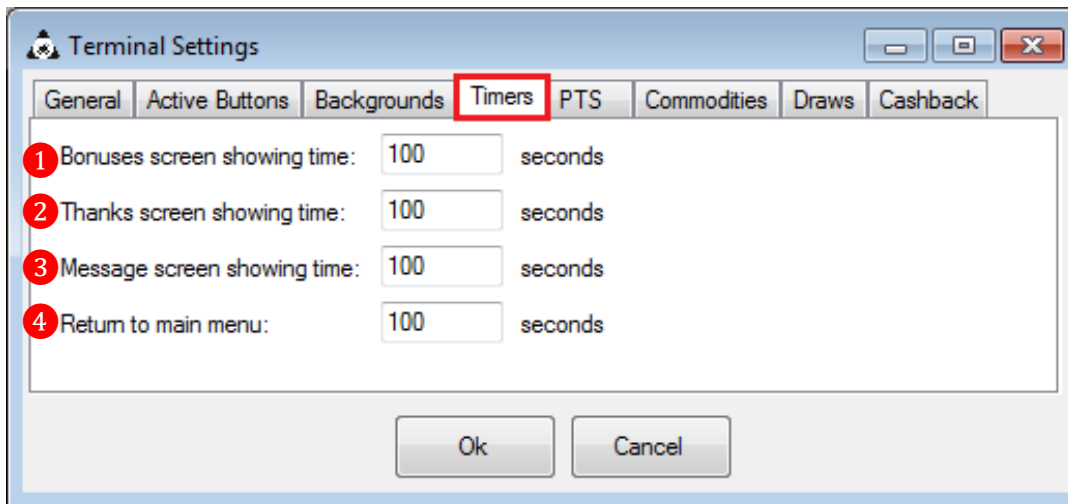 Terminal Settings
General Active Buttons Backgrounds Timers PTS Commodities Draws Cashback
1 Bonuses screen showing time: 100 seconds
2 Thanks screen showing time: 100 seconds
3 Message screen showing time: 100 seconds
4 Return to main menu: 100 seconds
Ok Cancel